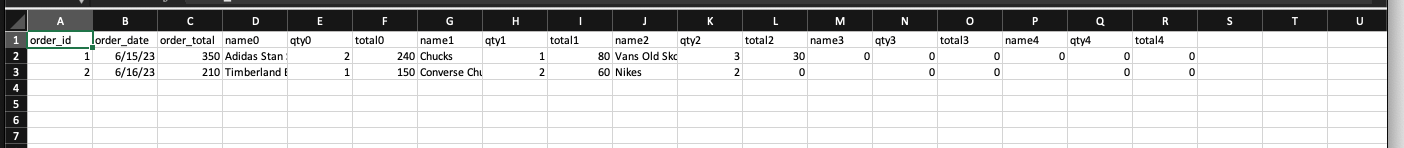 A B C D E F G H I J K L M N O P Q R S T U
1 order_id order_date order_total name0 qty0 total0 name1 qty1 total1 name2 qty2 total2 name3 qty3 total3 name4 qty4 total4
2 1 6/15/23 350 Adidas Stan 2 240 Chucks 1 80 Vans Old Sko 3 30 0 0 0 0 0 0
3 2 6/16/23 210 Timberland 1 150 Converse Chu 2 60 Nikes 2 0 0 0 0 0
4
5
6
7